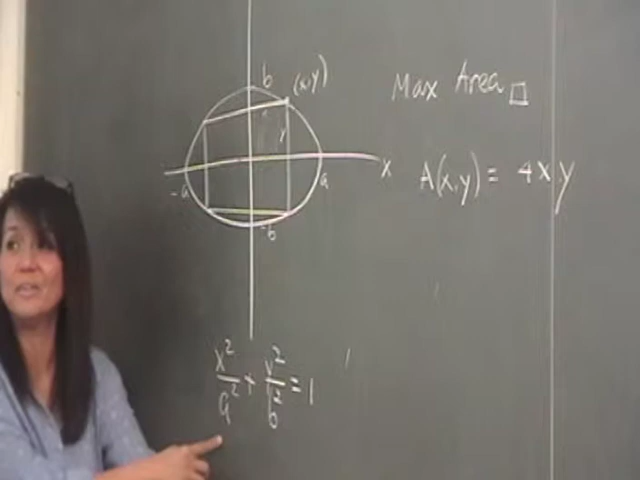 b (x,y)
x
y
-a a x
-b
Max Area □
A(x,y) = 4xy
x²/a² + y²/b² = 1